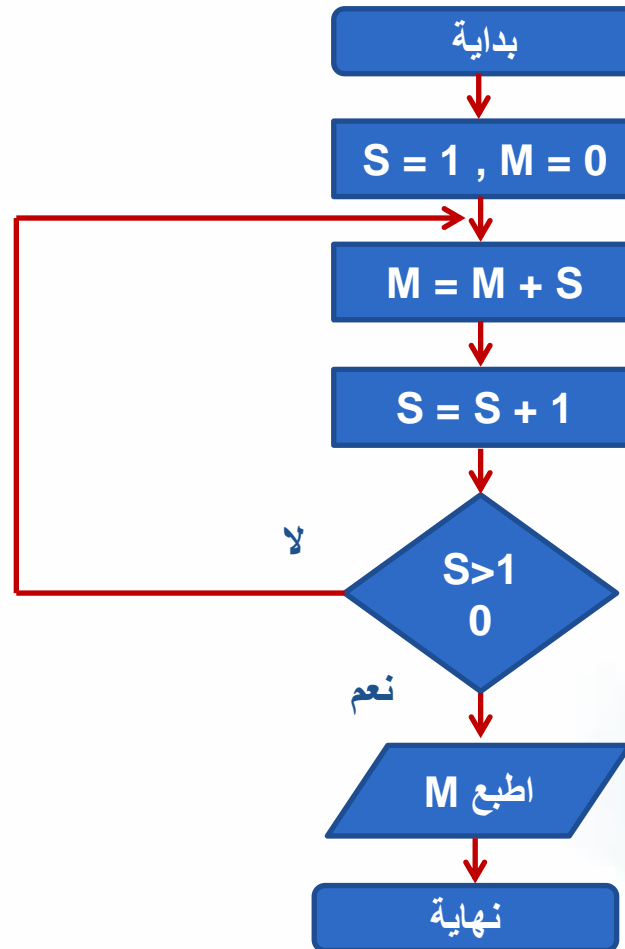 بداية
S = 1 , M = 0
M = M + S
S = S + 1
لا
S>1
0
نعم
اطبع M
نهاية